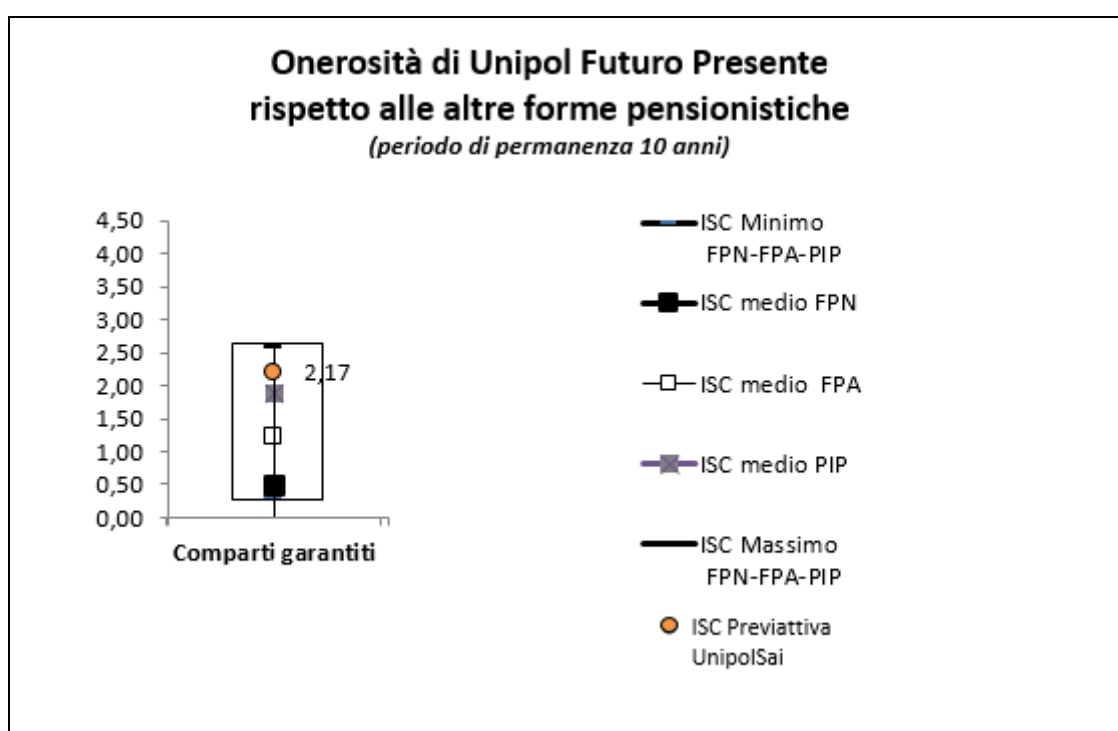 Onerosità di Unipol Futuro Presente
rispetto alle altre forme pensionistiche
(periodo di permanenza 10 anni)
4,50
4,00
3,50
3,00
2,50
2,00
1,50
1,00
0,50
0,00
2,17
Comparti garantiti
ISC Minimo
FPN-FPA-PIP
ISC medio FPN
ISC medio FPA
ISC medio PIP
ISC Massimo
FPN-FPA-PIP
ISC Previattiva
UnipolSai